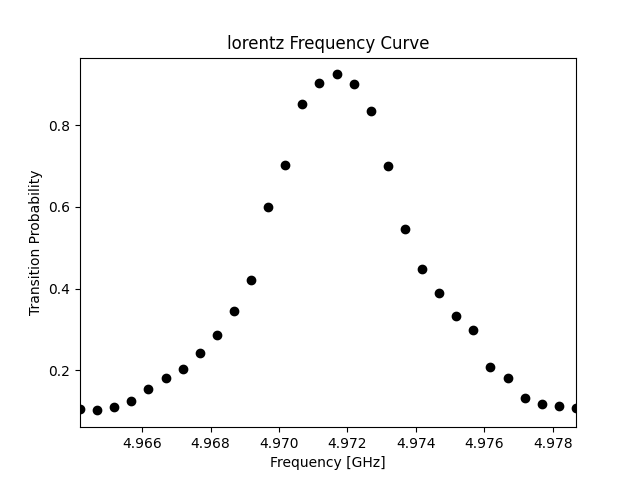 lorentz Frequency Curve
Transition Probability
0.8
0.6
0.4
0.2
4.966 4.968 4.970 4.972 4.974 4.976 4.978
Frequency [GHz]